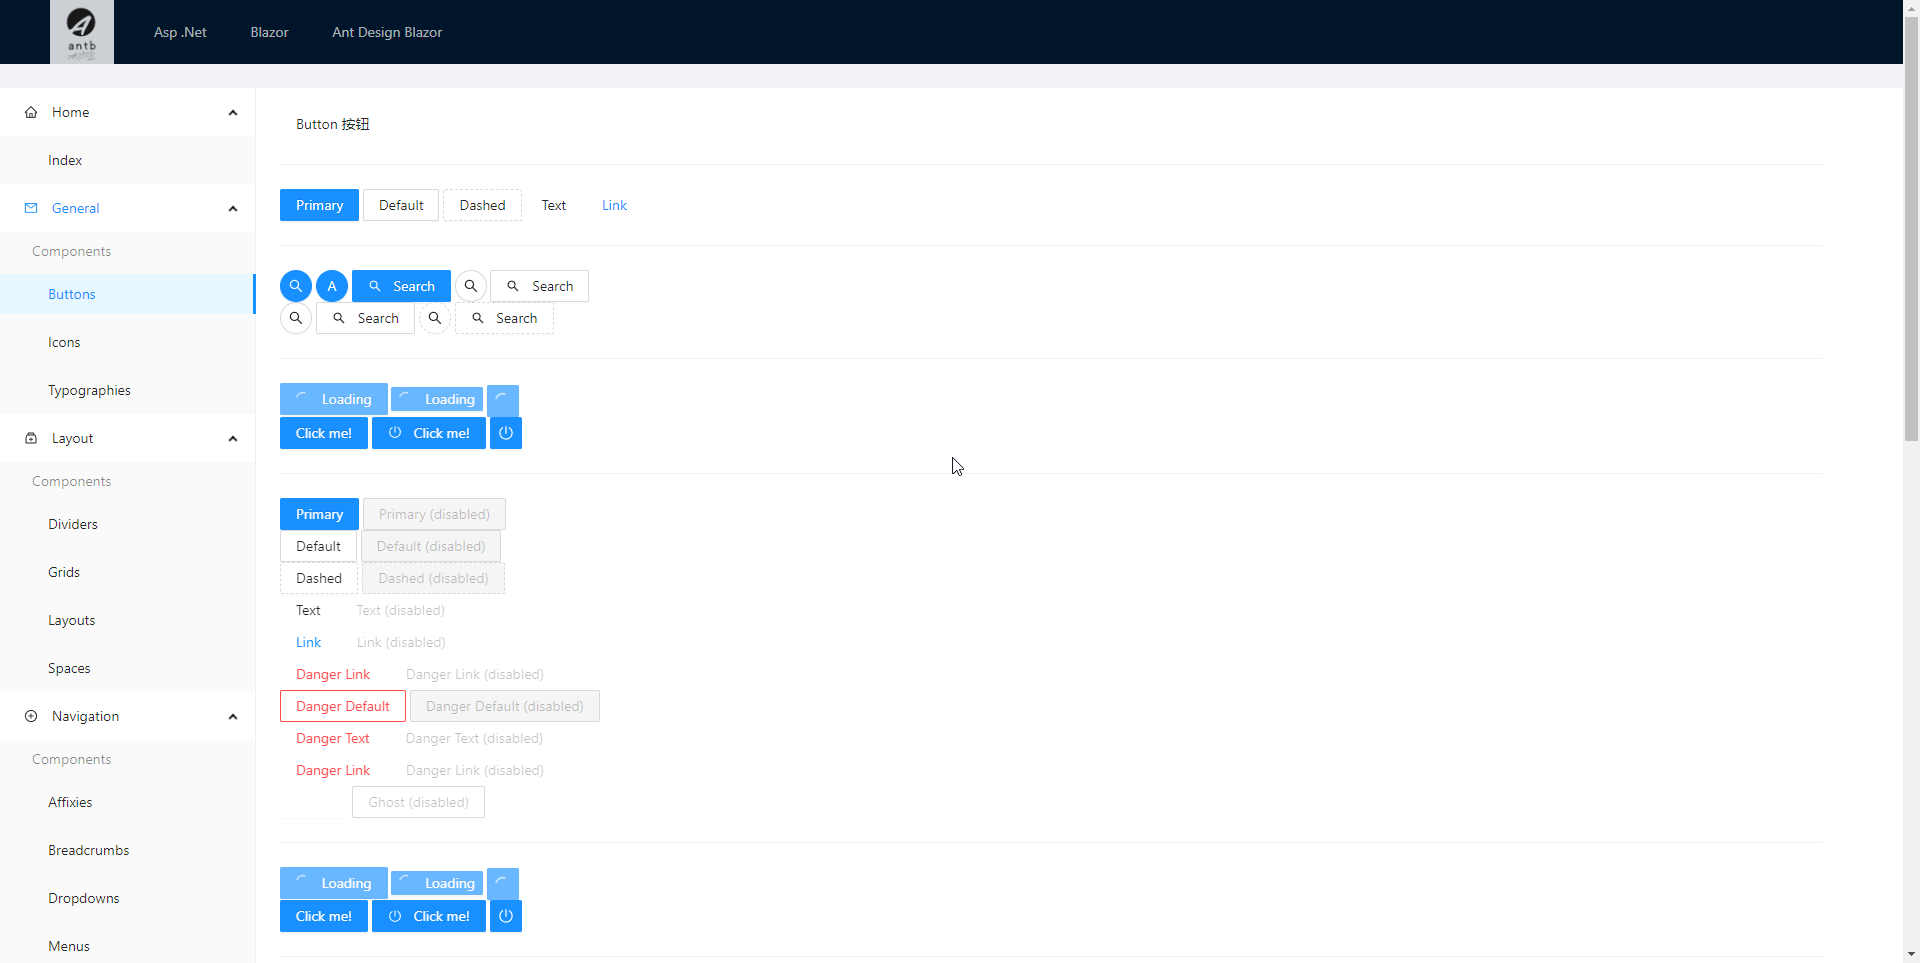 antb
Asp .Net Blazor Ant Design Blazor
Home
Index
General
Components
Buttons
Icons
Typographies
Layout
Components
Dividers
Grids
Layouts
Spaces
Navigation
Components
Affixies
Breadcrumbs
Dropdowns
Menus
Button 按钮
Primary Default Dashed Text Link
A Search Search
Search Search
Loading Loading
Click me! Click me!
Primary Primary (disabled)
Default Default (disabled)
Dashed Dashed (disabled)
Text Text (disabled)
Link Link (disabled)
Danger Link Danger Link (disabled)
Danger Default Danger Default (disabled)
Danger Text Danger Text (disabled)
Danger Link Danger Link (disabled)
Ghost (disabled)
Loading Loading
Click me! Click me!